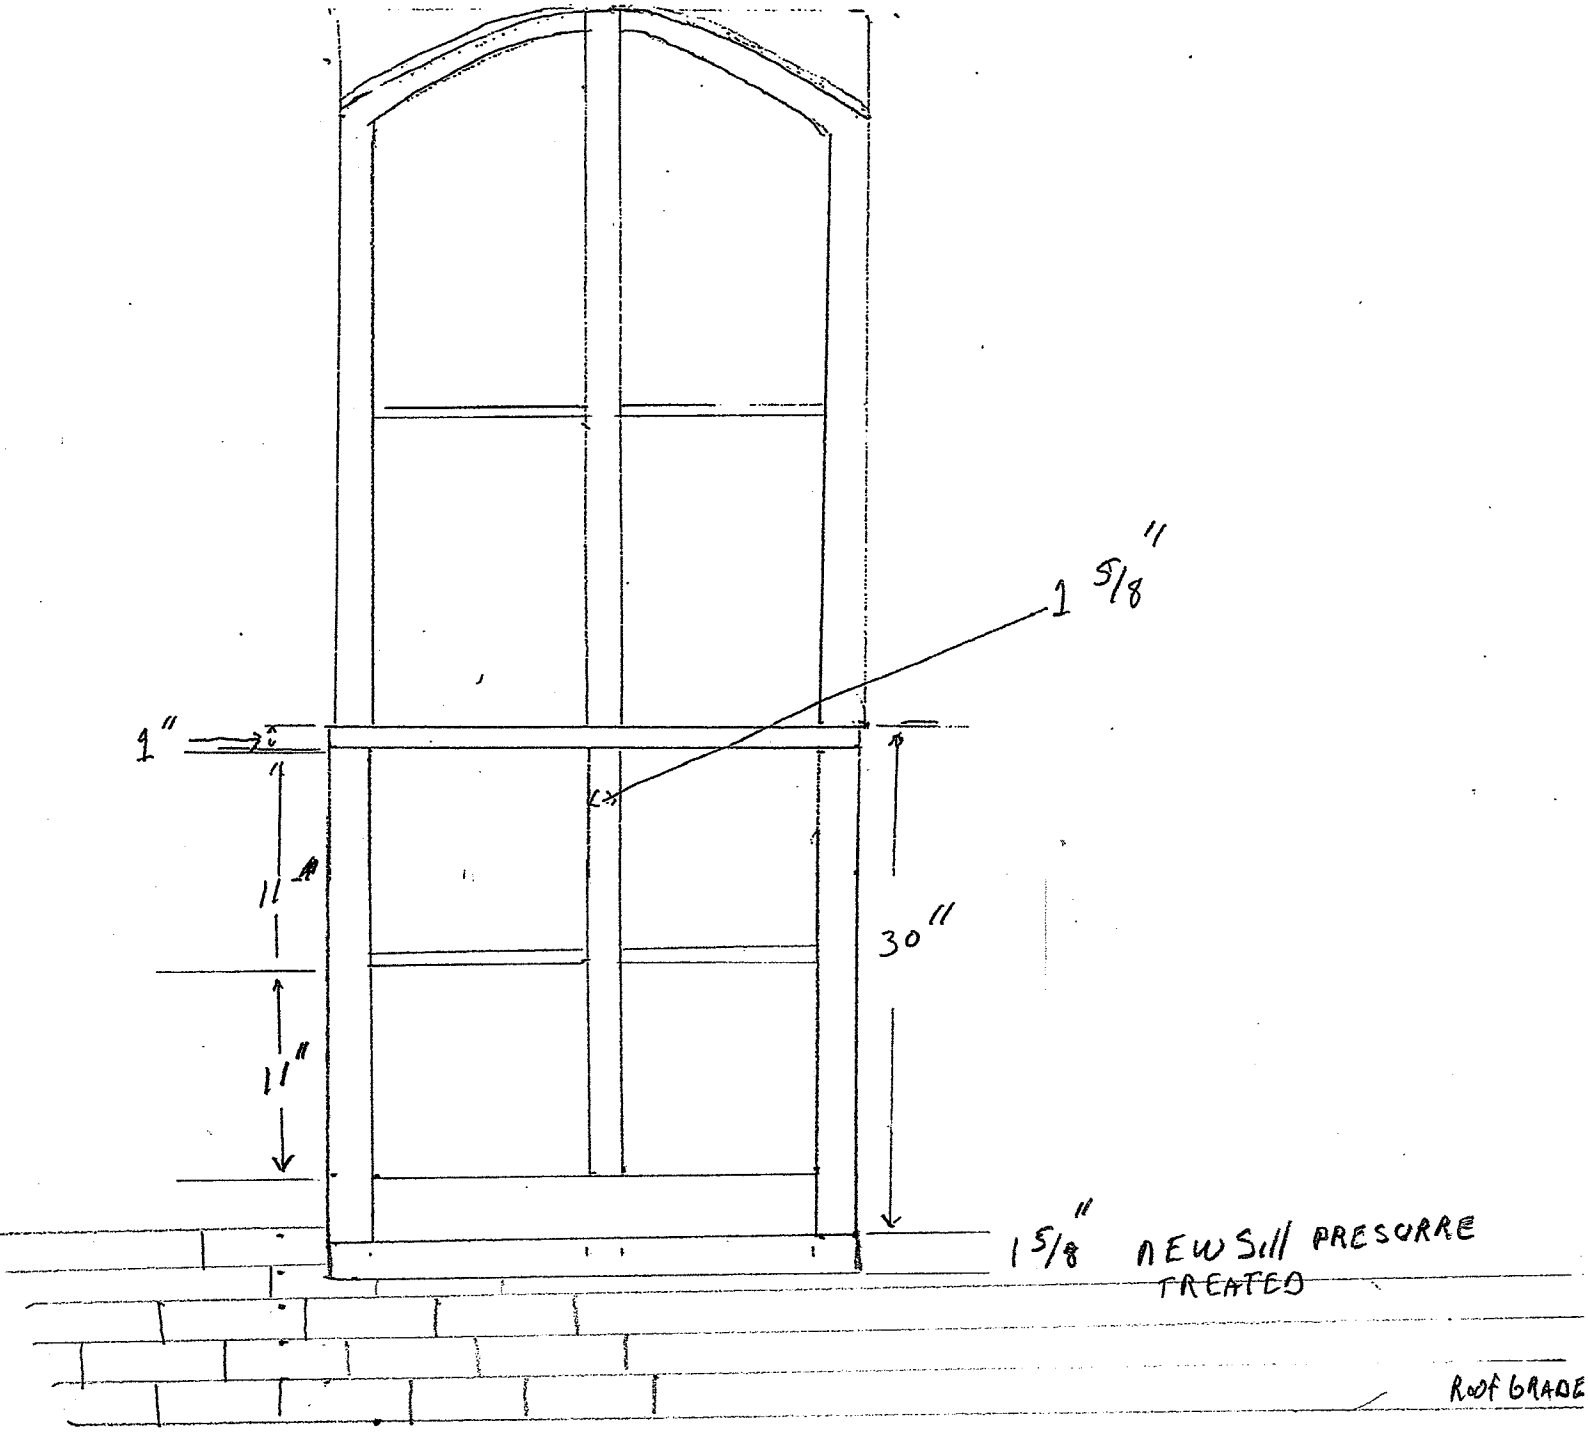 1 5/8"
1"
11"
30"
11"
1 5/8" NEW Sill PRESURRE
TREATED
Roof GRADE